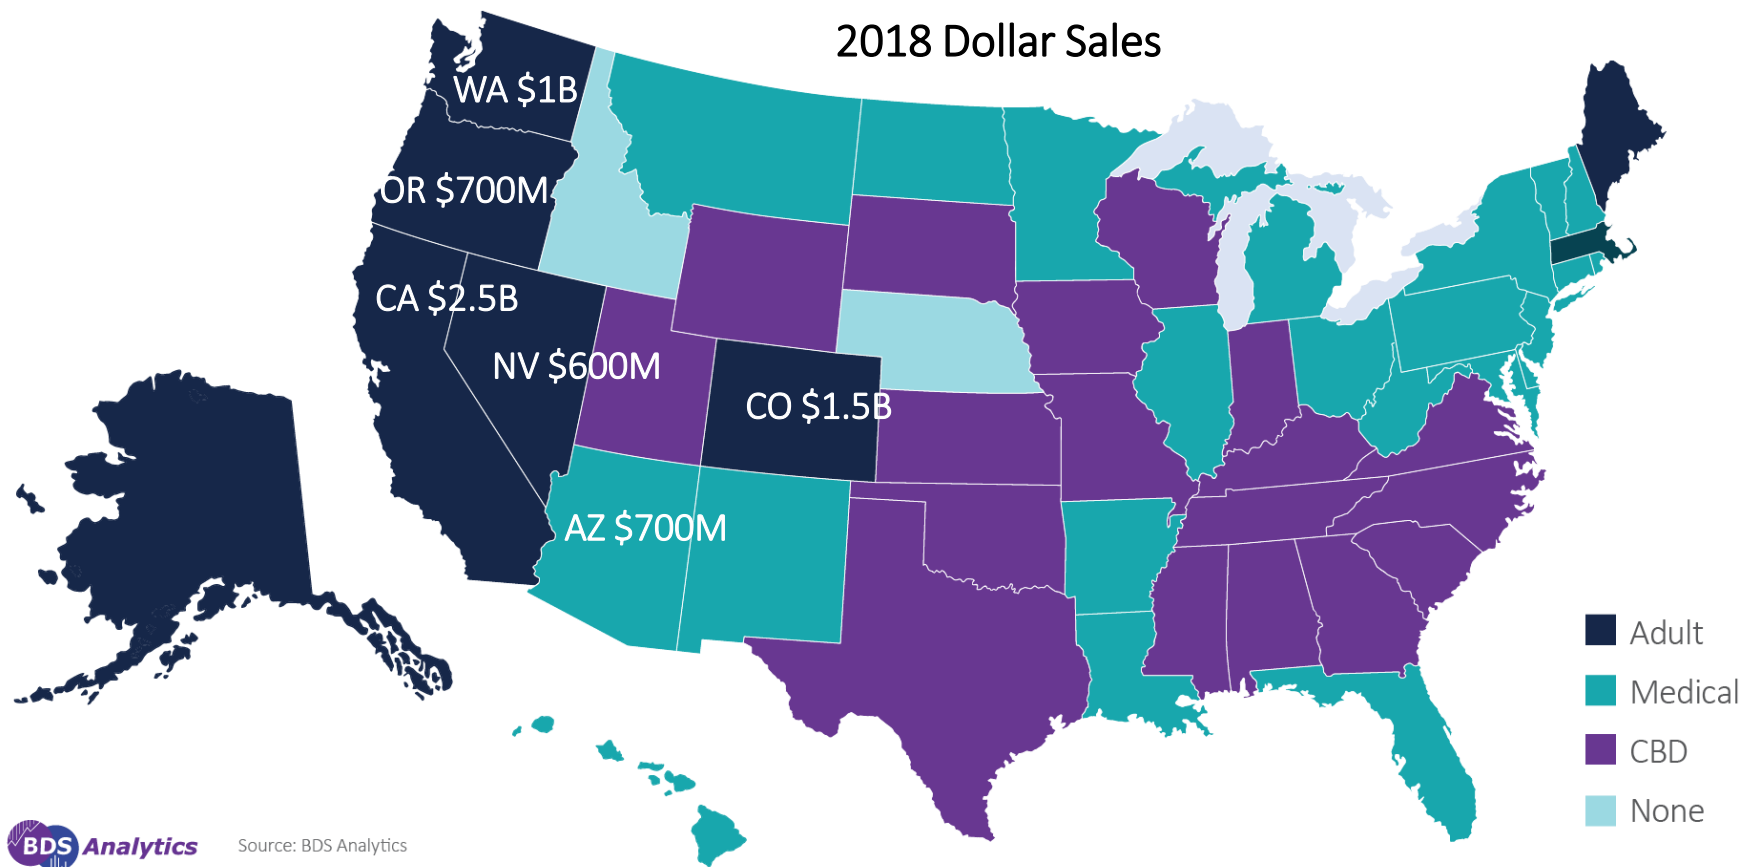 2018 Dollar Sales
WA $1B
OR $700M
CA $2.5B
NV $600M
CO $1.5B
AZ $700M
Adult
Medical
CBD
None
BDS Analytics
Source: BDS Analytics